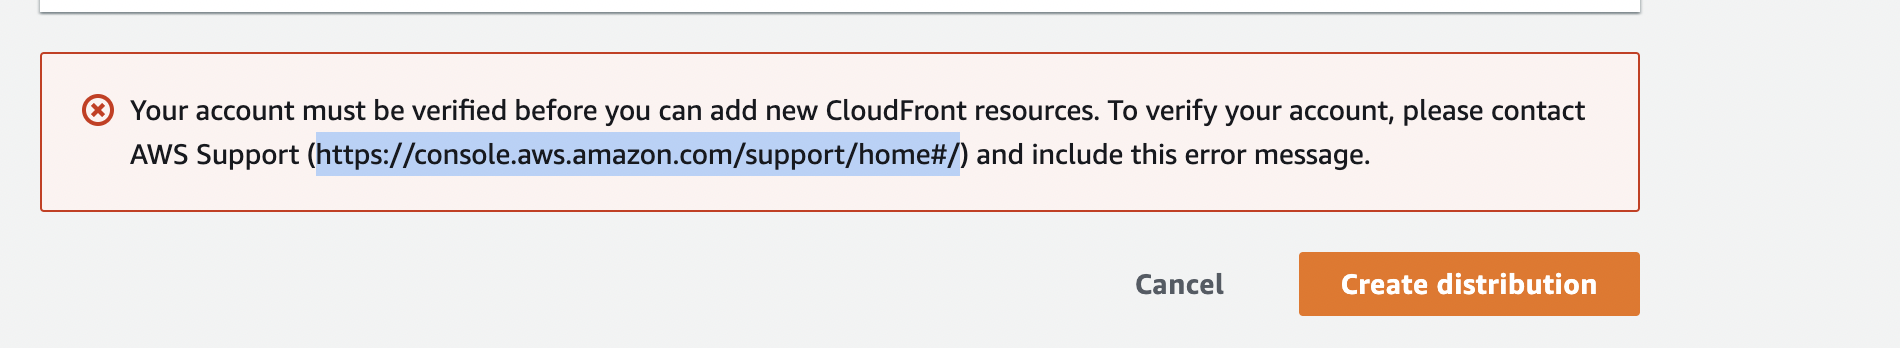 Your account must be verified before you can add new CloudFront resources. To verify your account, please contact
AWS Support (https://console.aws.amazon.com/support/home#/) and include this error message.
Cancel
Create distribution